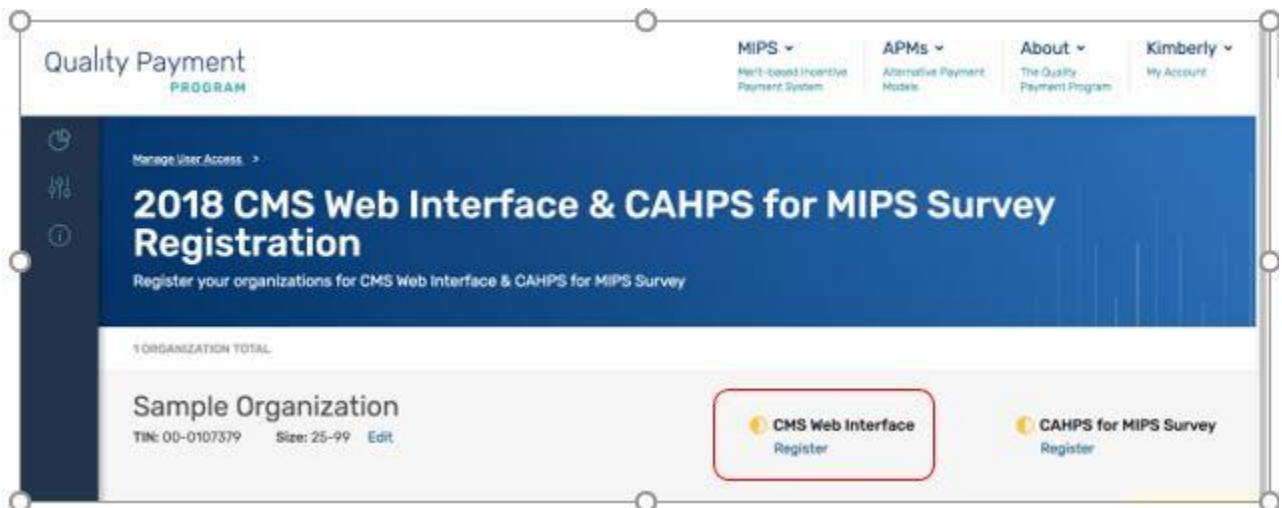 Quality Payment
PROGRAM
MIPS
Merit-based Incentive
Payment System
APMs
Alternative Payment
Models
About
The Quality
Payment Program
Kimberly
My Account
Manage User Access >
2018 CMS Web Interface & CAHPS for MIPS Survey
Registration
Register your organizations for CMS Web Interface & CAHPS for MIPS Survey
1 ORGANIZATION TOTAL
Sample Organization
TIN: 00-0107379 Size: 25-99 Edit
CMS Web Interface
Register
CAHPS for MIPS Survey
Register